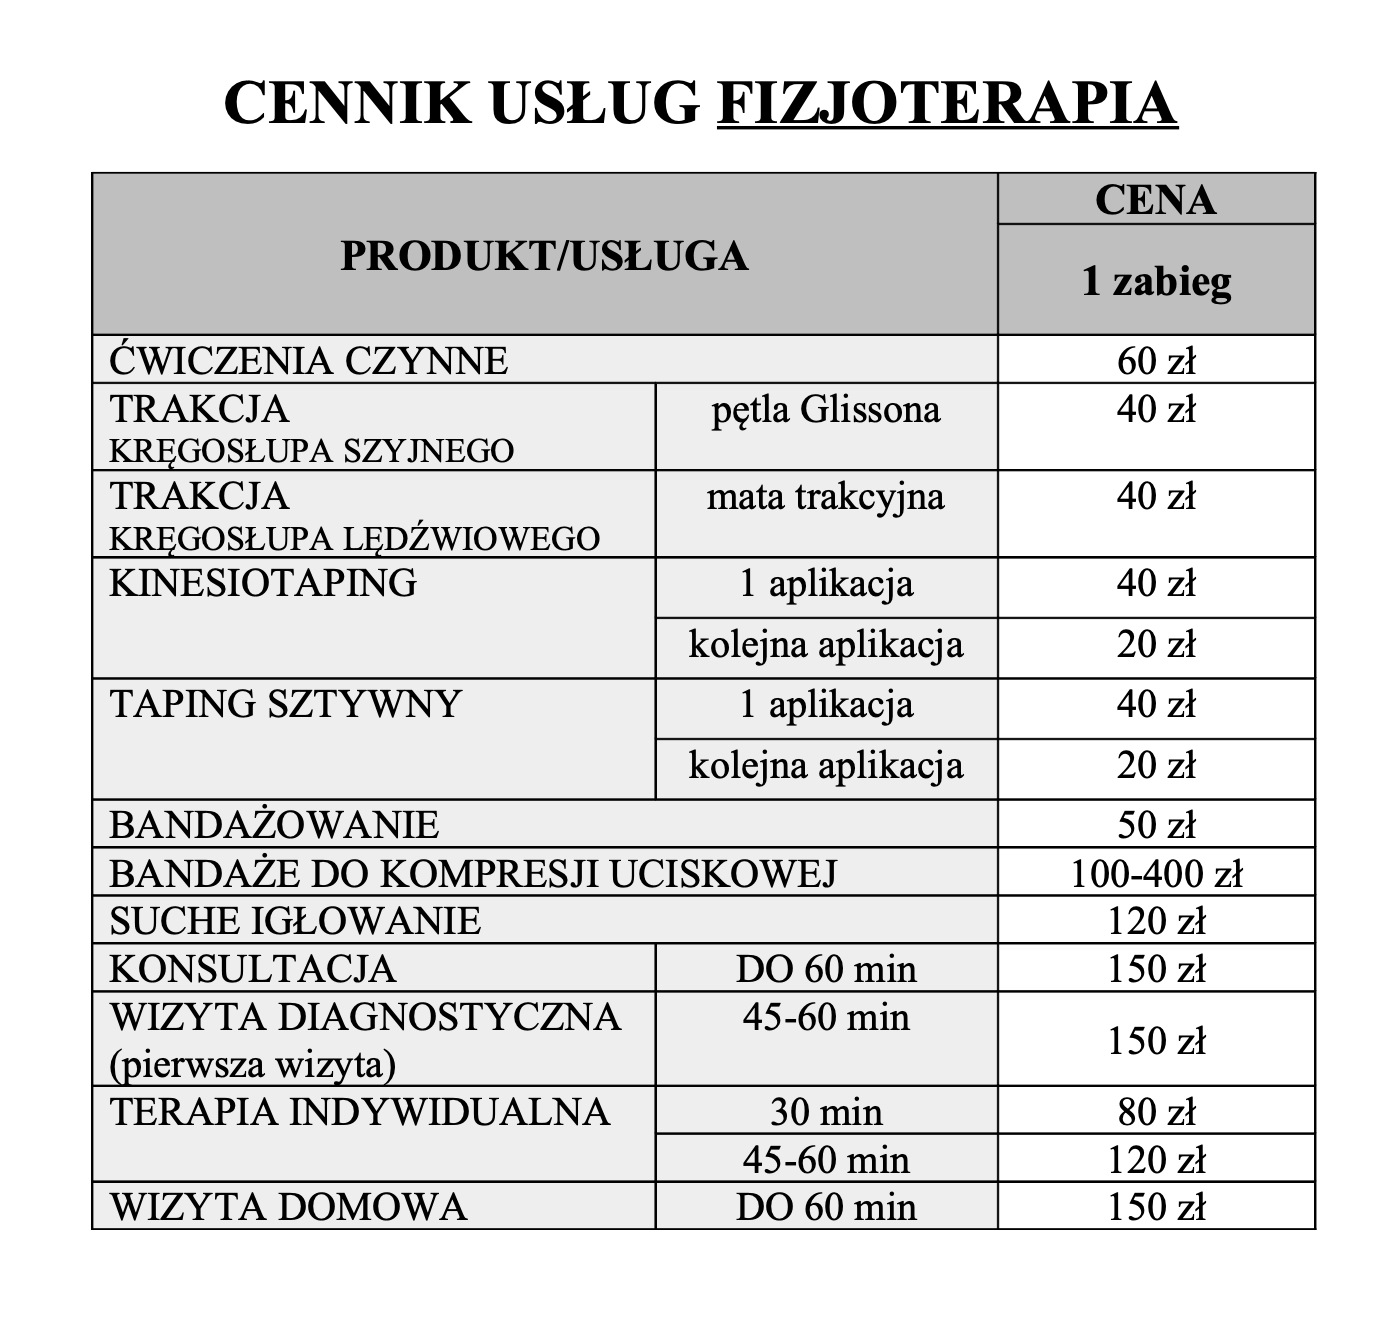 CENNIK USŁUG FIZJOTERAPIA
PRODUKT/USŁUGA
CENA
1 zabieg
ĆWICZENIA CZYNNE 60 zł
TRAKCJA pętla Glissona 40 zł
KRĘGOSŁUPA SZYJNEGO
TRAKCJA mata trakcyjna 40 zł
KRĘGOSŁUPA LĘDŹWIOWEGO
KINESIOTAPING 1 aplikacja 40 zł
kolejna aplikacja 20 zł
TAPING SZTYWNY 1 aplikacja 40 zł
kolejna aplikacja 20 zł
BANDAŻOWANIE 50 zł
BANDAŻE DO KOMPRESJI UCISKOWEJ 100-400 zł
SUCHE IGŁOWANIE 120 zł
KONSULTACJA DO 60 min 150 zł
WIZYTA DIAGNOSTYCZNA 45-60 min 150 zł
(pierwsza wizyta)
TERAPIA INDYWIDUALNA 30 min 80 zł
45-60 min 120 zł
WIZYTA DOMOWA DO 60 min 150 zł